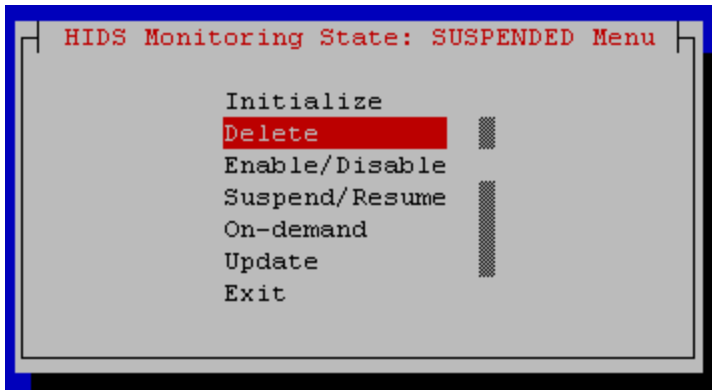 HIDS Monitoring State: SUSPENDED Menu
Initialize
Delete
Enable/Disable
Suspend/Resume
On-demand
Update
Exit